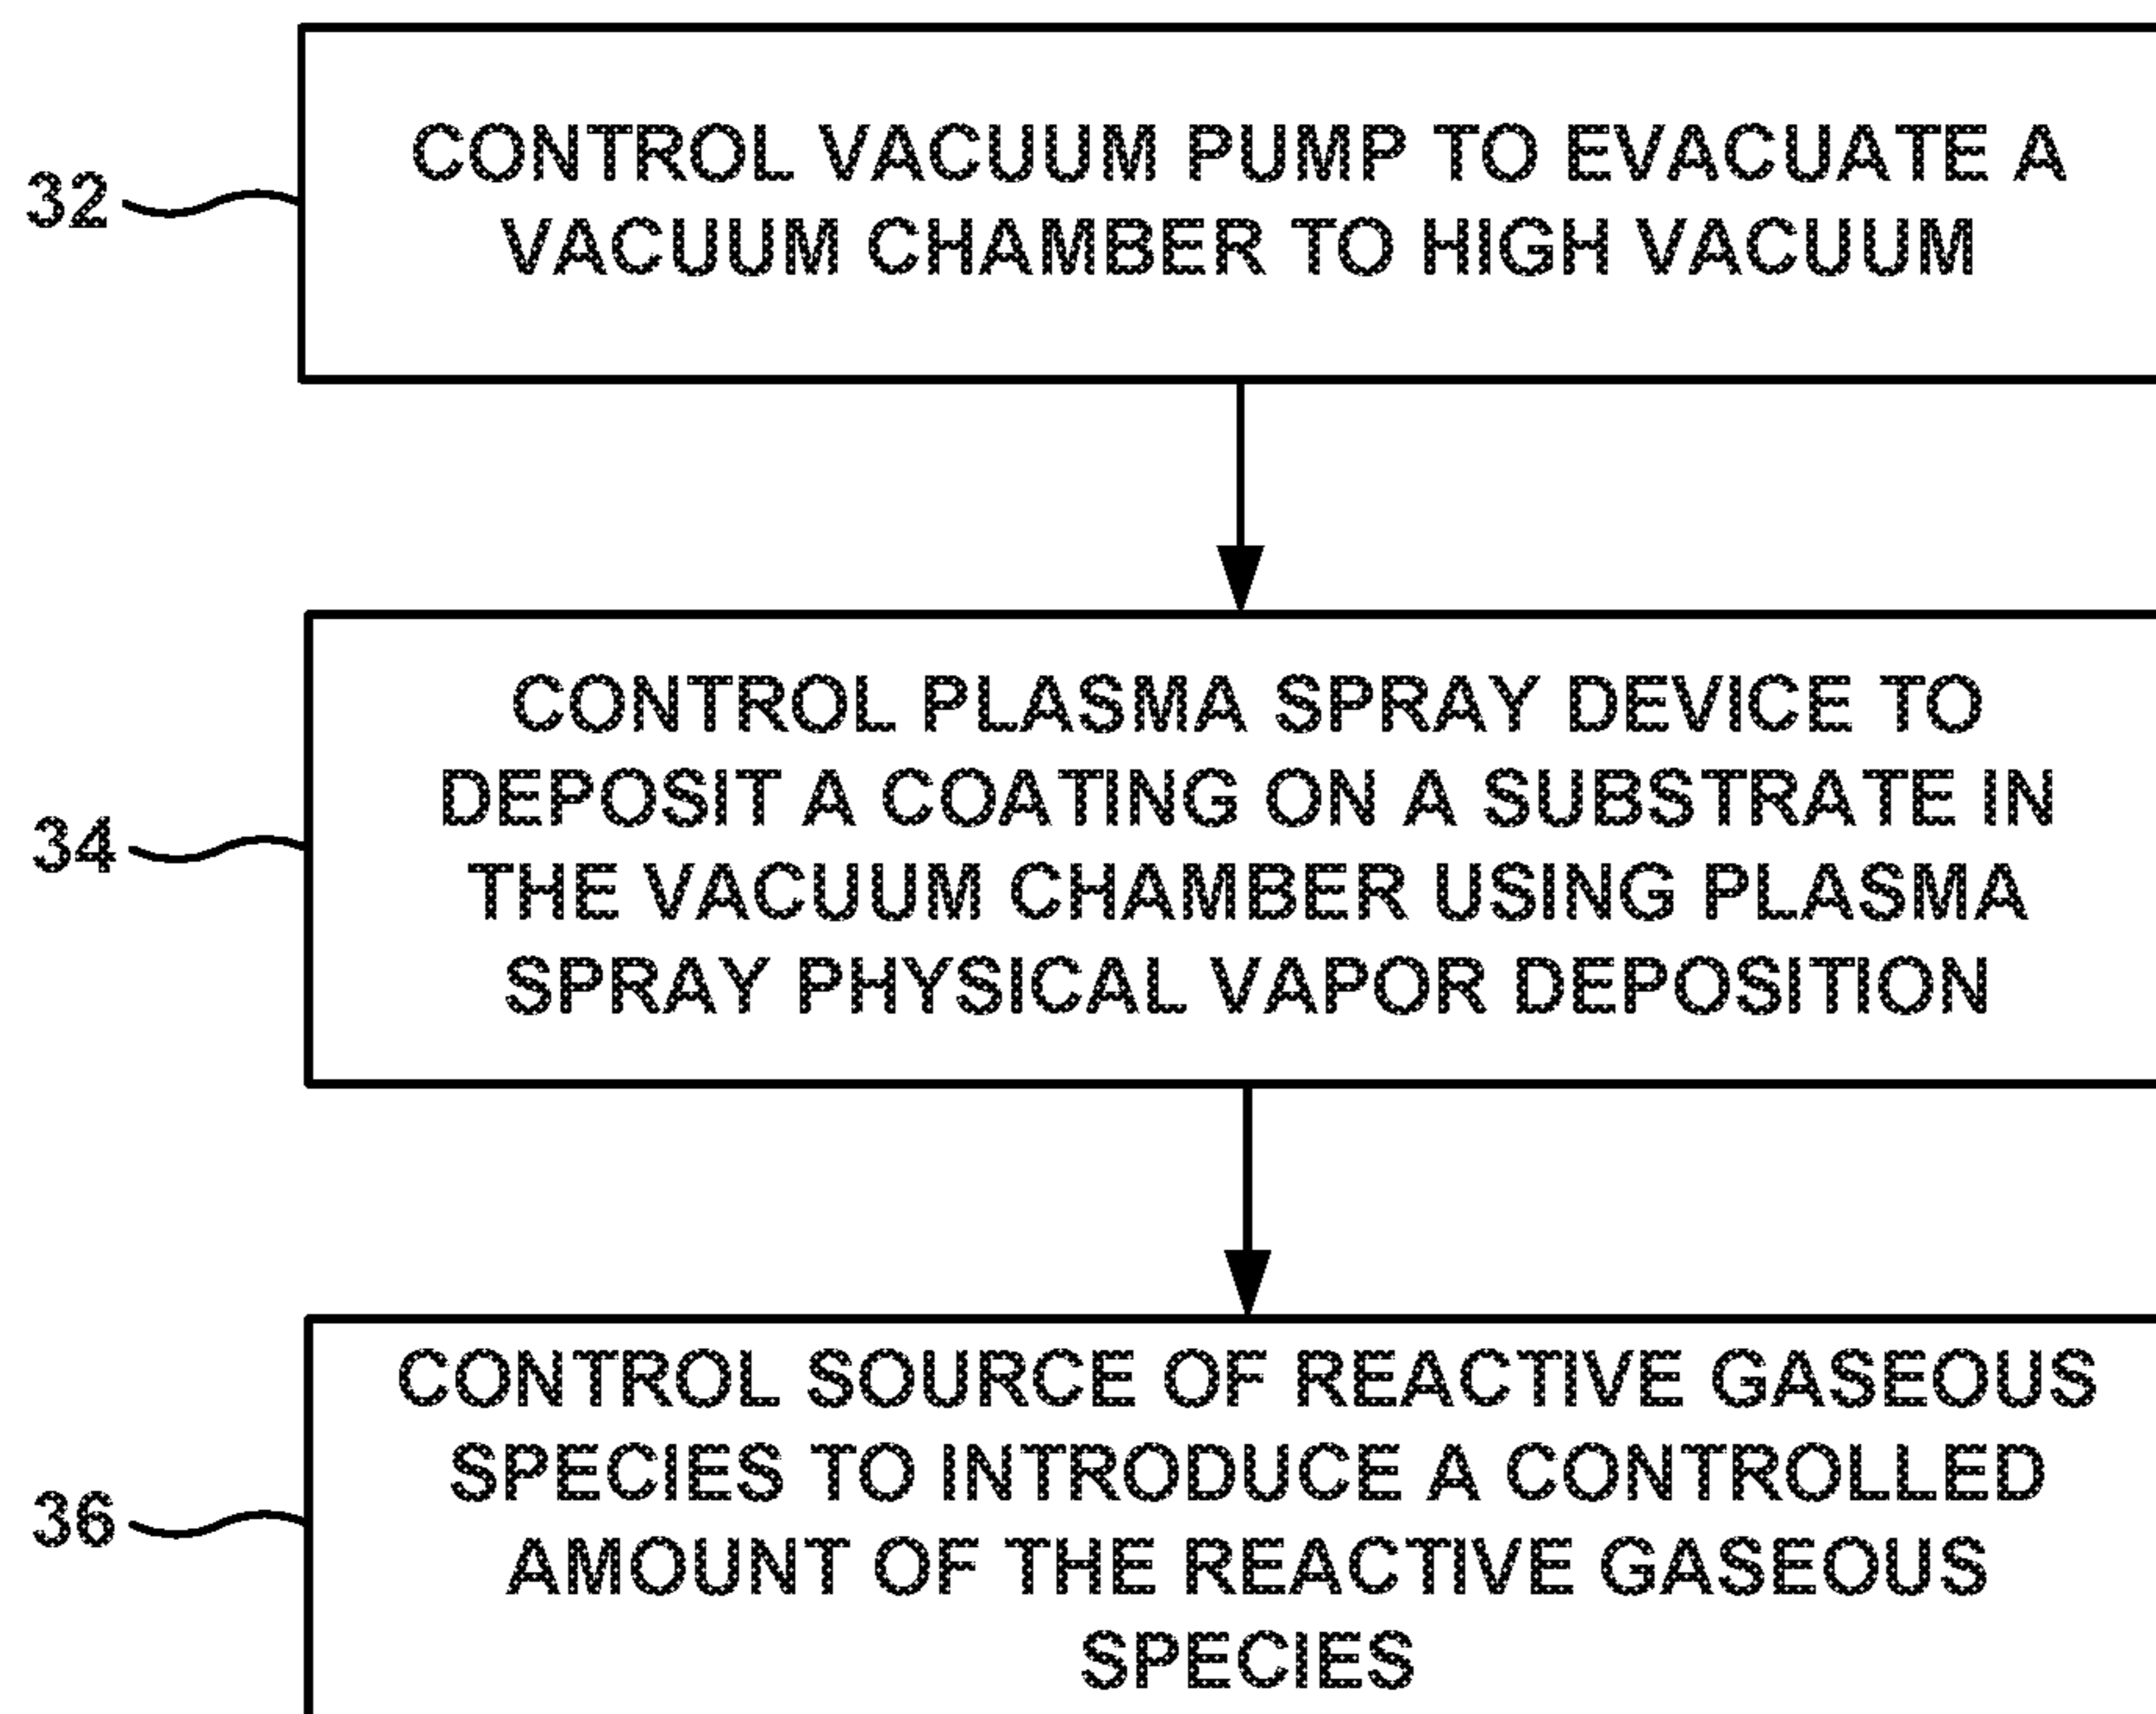 CONTROL VACUUM PUMP TO EVACUATE A
VACUUM CHAMBER TO HIGH VACUUM
32
CONTROL PLASMA SPRAY DEVICE TO
DEPOSIT A COATING ON A SUBSTRATE IN
THE VACUUM CHAMBER USING PLASMA
SPRAY PHYSICAL VAPOR DEPOSITION
34
CONTROL SOURCE OF REACTIVE GASEOUS
SPECIES TO INTRODUCE A CONTROLLED
AMOUNT OF THE REACTIVE GASEOUS
SPECIES
36